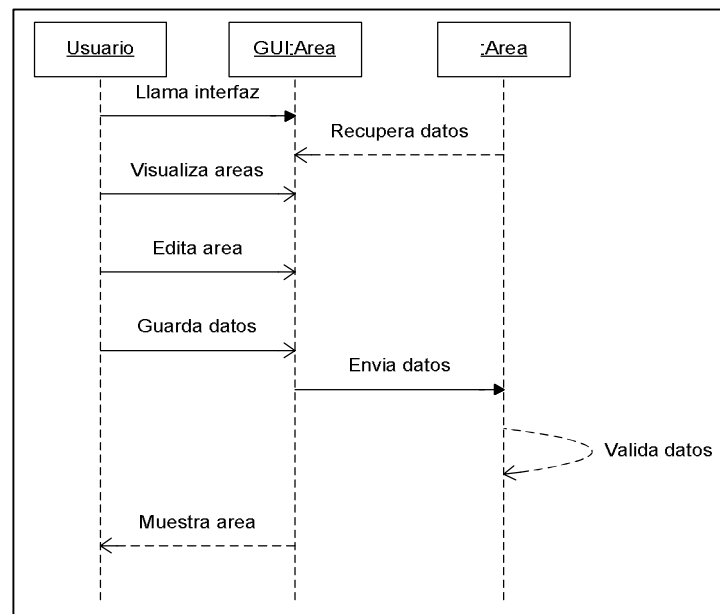 Usuario
GUI:Area
:Area
Llama interfaz
Recupera datos
Visualiza areas
Edita area
Guarda datos
Envia datos
Valida datos
Muestra area